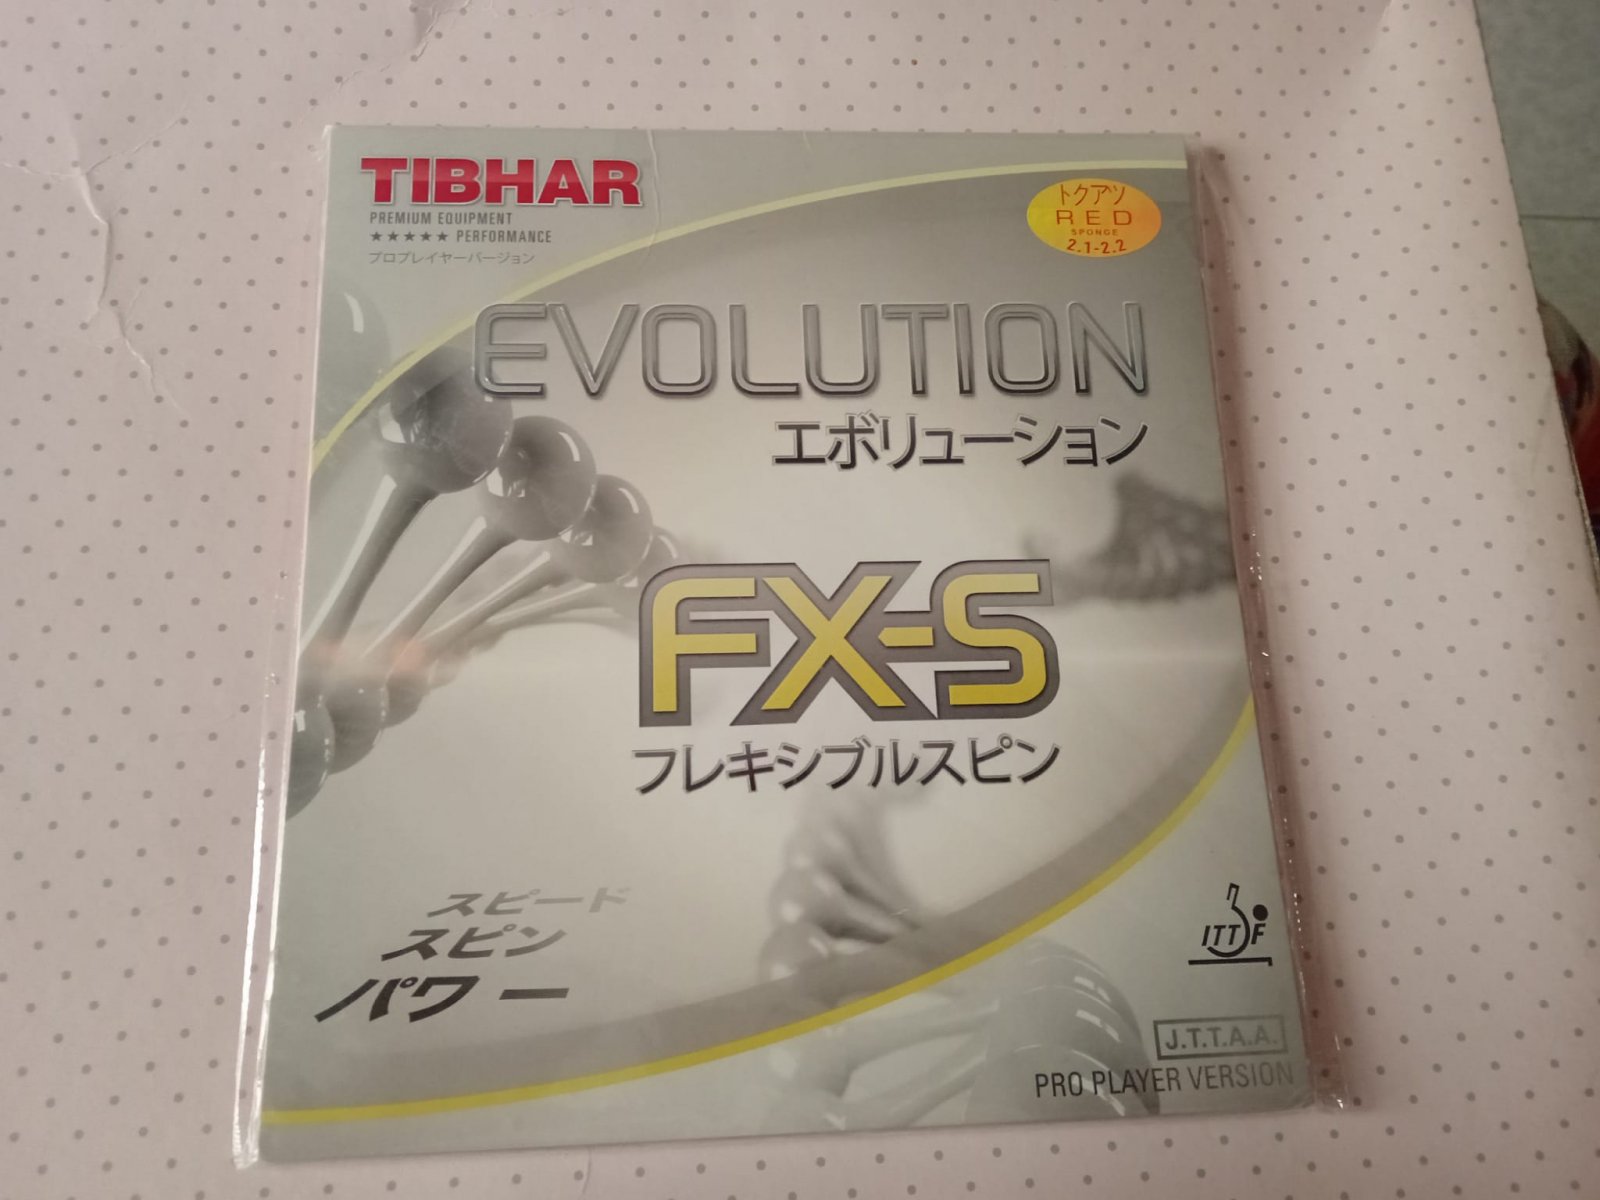 TIBHAR
PREMIUM EQUIPMENT
★★★★★ PERFORMANCE
プロプレイヤーバージョン
トクアツ
RED
SPONGE
2.1-2.2
EVOLUTION
エボリューション
FX-S
フレキシブルスピン
スピード
スピン
パワー
ITTF
J.T.T.A.A.
PRO PLAYER VERSION